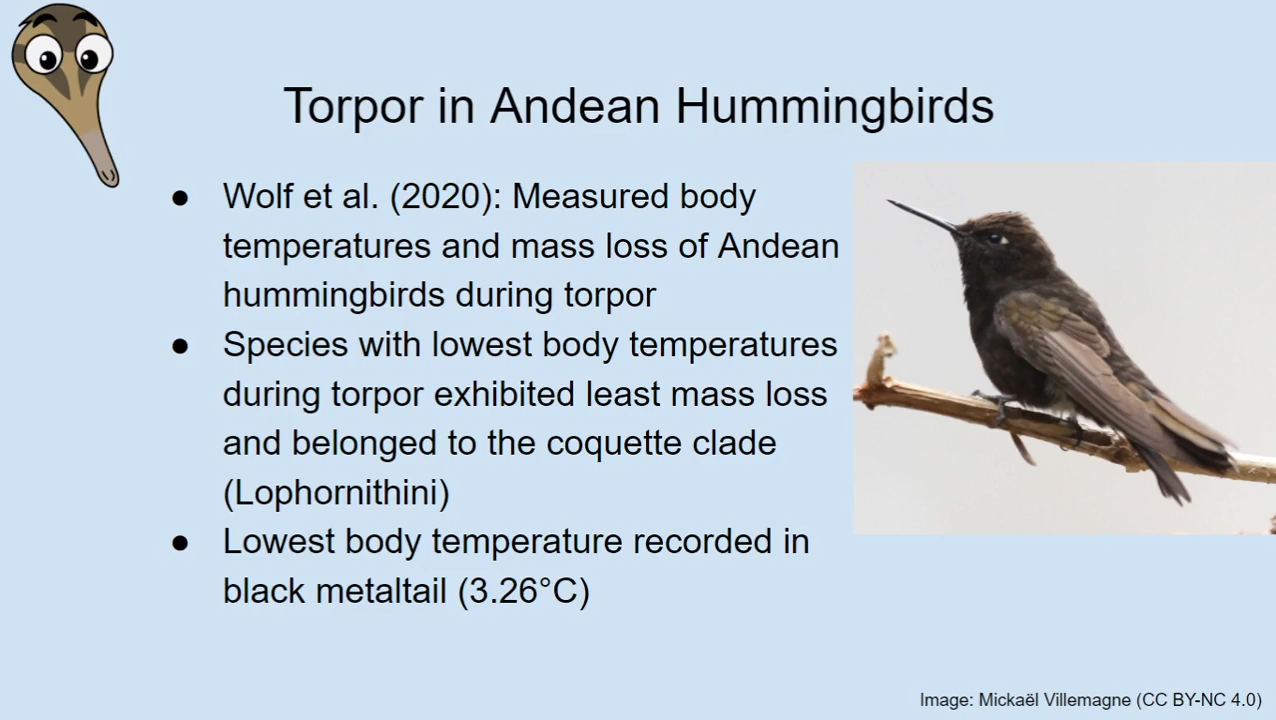 Torpor in Andean Hummingbirds
● Wolf et al. (2020): Measured body
temperatures and mass loss of Andean
hummingbirds during torpor
● Species with lowest body temperatures
during torpor exhibited least mass loss
and belonged to the coquette clade
(Lophornithini)
● Lowest body temperature recorded in
black metaltail (3.26°C)
Image: Mickaël Villemagne (CC BY-NC 4.0)